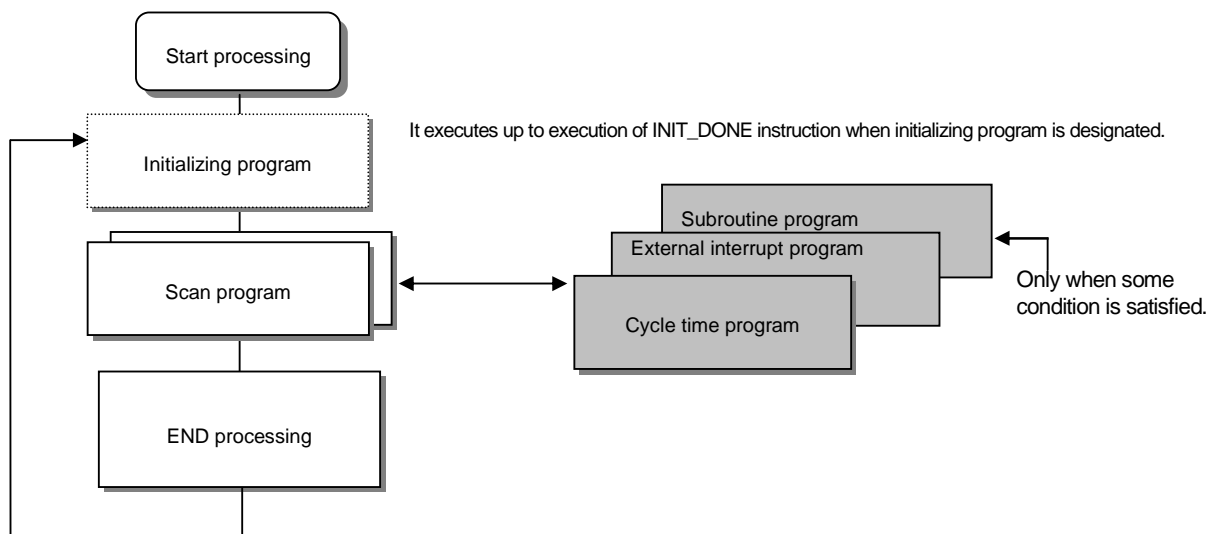 Start processing
It executes up to execution of INIT_DONE instruction when initializing program is designated.
Initializing program
Subroutine program
External interrupt program
Scan program
Only when some
condition is satisfied.
Cycle time program
END processing